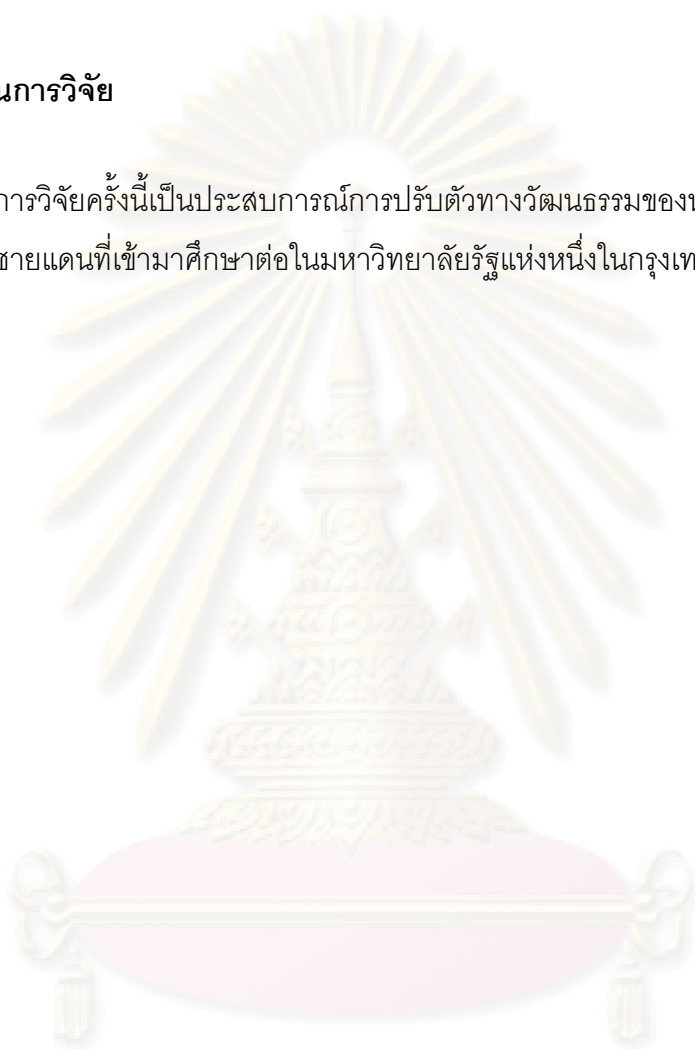 นการวิจัย
การวิจัยครั้งนี้เป็นประสบการณ์การปรับตัวทางวัฒนธรรมของน
ชายแดนที่เข้ามาศึกษาต่อในมหาวิทยาลัยรัฐแห่งหนึ่งในกรุงเทพ